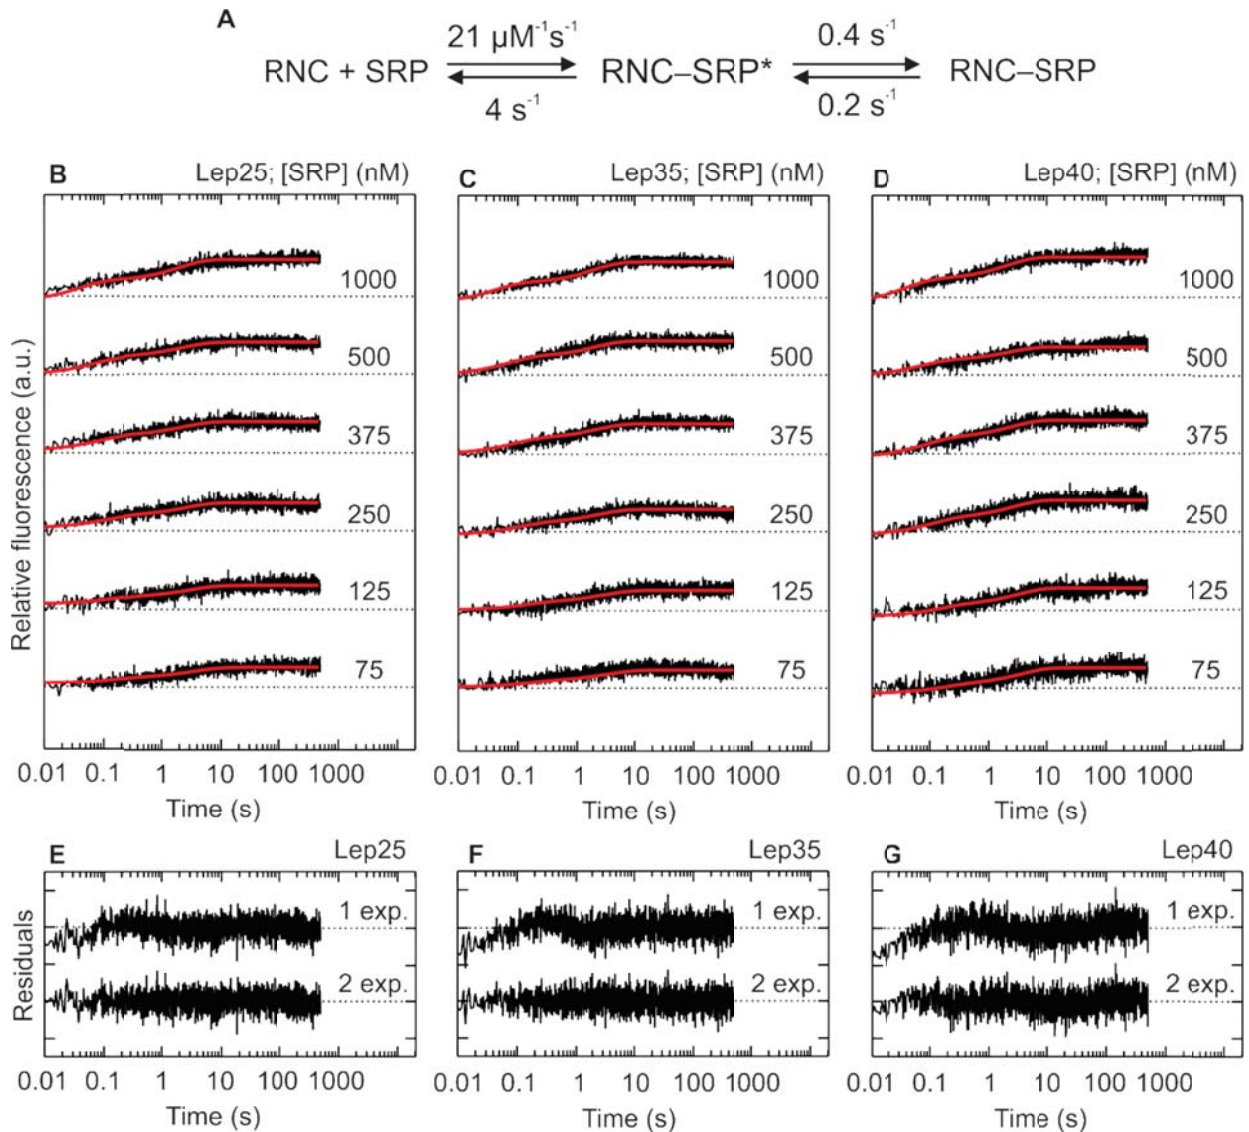 A
21 µM⁻¹s⁻¹ 0.4 s⁻¹
RNC + SRP RNC–SRP* RNC–SRP
4 s⁻¹ 0.2 s⁻¹
B Lep25; [SRP] (nM)
1000
500
375
250
125
75
Relative fluorescence (a.u.)
0.01 0.1 1 10 100 1000
Time (s)
C Lep35; [SRP] (nM)
1000
500
375
250
125
75
0.01 0.1 1 10 100 1000
Time (s)
D Lep40; [SRP] (nM)
1000
500
375
250
125
75
0.01 0.1 1 10 100 1000
Time (s)
E Lep25
1 exp.
2 exp.
Residuals
0.01 0.1 1 10 100 1000
Time (s)
F Lep35
1 exp.
2 exp.
0.01 0.1 1 10 100 1000
Time (s)
G Lep40
1 exp.
2 exp.
0.01 0.1 1 10 100 1000
Time (s)